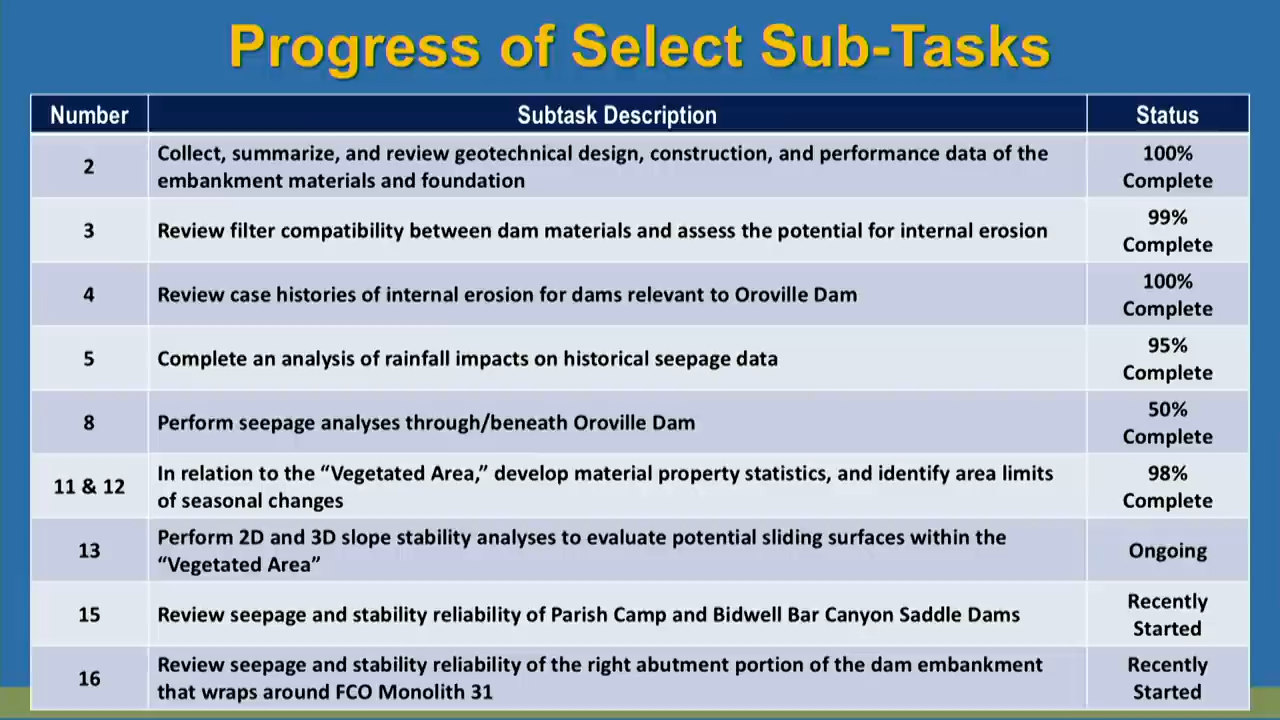 Progress of Select Sub-Tasks
Number Subtask Description Status
2 Collect, summarize, and review geotechnical design, construction, and performance data of the 100%
embankment materials and foundation Complete
3 Review filter compatibility between dam materials and assess the potential for internal erosion 99%
Complete
4 Review case histories of internal erosion for dams relevant to Oroville Dam 100%
Complete
5 Complete an analysis of rainfall impacts on historical seepage data 95%
Complete
8 Perform seepage analyses through/beneath Oroville Dam 50%
Complete
11 & 12 In relation to the “Vegetated Area,” develop material property statistics, and identify area limits 98%
of seasonal changes Complete
13 Perform 2D and 3D slope stability analyses to evaluate potential sliding surfaces within the Ongoing
“Vegetated Area”
15 Review seepage and stability reliability of Parish Camp and Bidwell Bar Canyon Saddle Dams Recently
Started
16 Review seepage and stability reliability of the right abutment portion of the dam embankment Recently
that wraps around FCO Monolith 31 Started